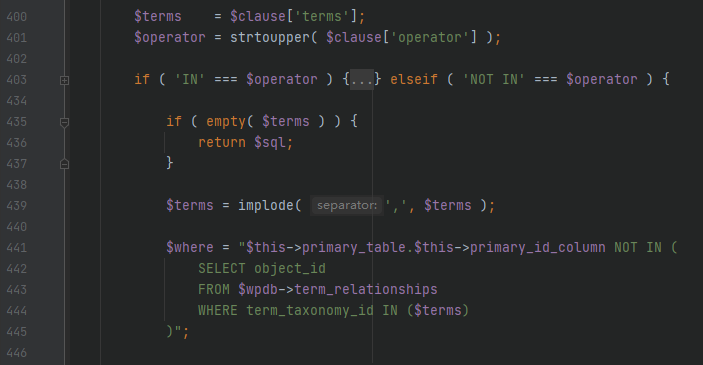 400 $terms    = $clause['terms'];
401 $operator = strtoupper( $clause['operator'] );
402
403 if ( 'IN' === $operator ) {...} elseif ( 'NOT IN' === $operator ) {
434
435     if ( empty( $terms ) ) {
436         return $sql;
437     }
438
439     $terms = implode( separator: ',', $terms );
440
441     $where = "$this->primary_table.$this->primary_id_column NOT IN (
442         SELECT object_id
443         FROM $wpdb->term_relationships
444         WHERE term_taxonomy_id IN ($terms)
445     )";
446